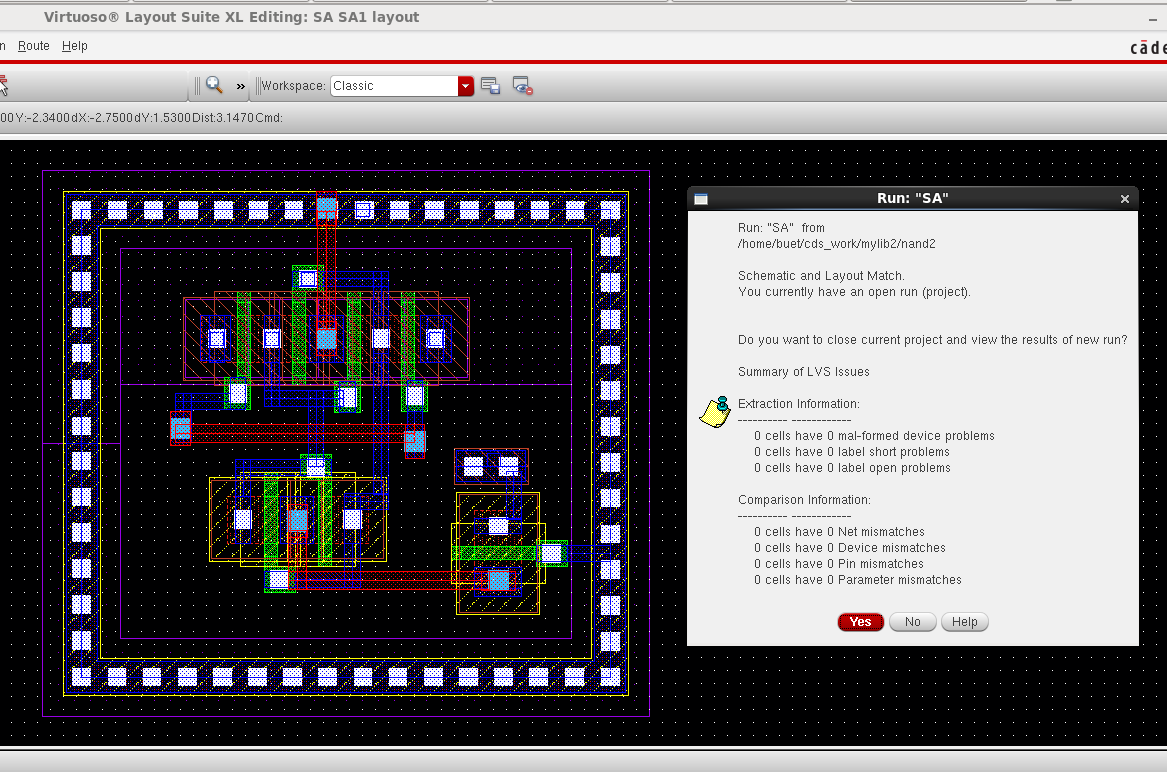 Virtuoso® Layout Suite XL Editing: SA SA1 layout
n Route Help
cāde
» Workspace: Classic
00Y:-2.3400dX:-2.7500dY:1.5300Dist:3.1470Cmd:
Run: "SA"
Run: "SA" from
/home/buet/cds_work/mylib2/nand2
Schematic and Layout Match.
You currently have an open run (project).
Do you want to close current project and view the results of new run?
Summary of LVS Issues
Extraction Information:
---------- ------------
0 cells have 0 mal-formed device problems
0 cells have 0 label short problems
0 cells have 0 label open problems
Comparison Information:
---------- ------------
0 cells have 0 Net mismatches
0 cells have 0 Device mismatches
0 cells have 0 Pin mismatches
0 cells have 0 Parameter mismatches
Yes No Help